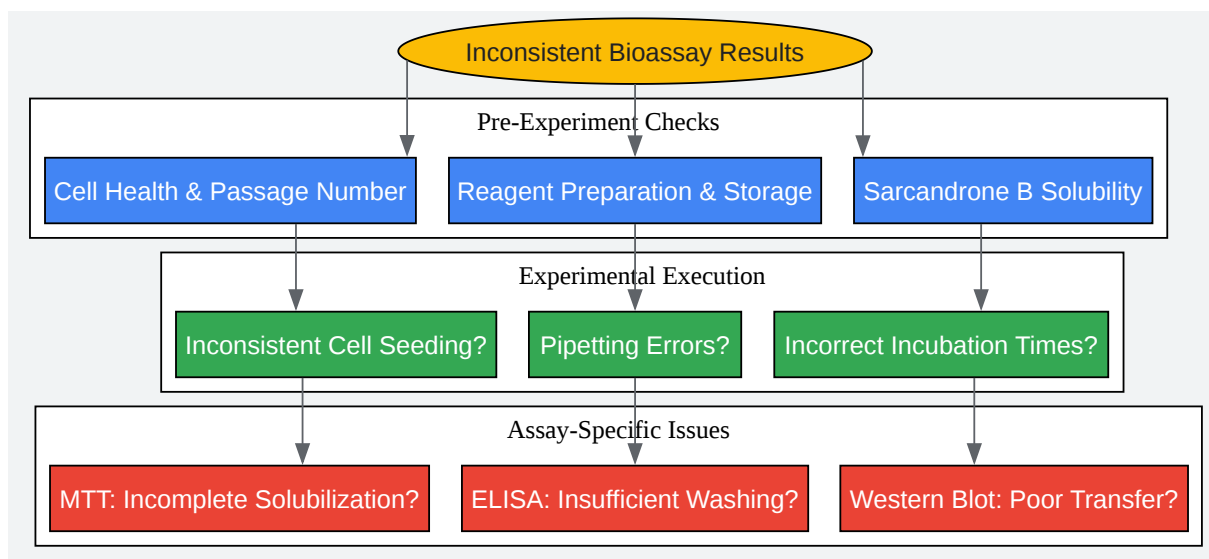 Inconsistent Bioassay Results
Pre-Experiment Checks
Cell Health & Passage Number
Reagent Preparation & Storage
Sarcandrone B Solubility
Experimental Execution
Inconsistent Cell Seeding?
Pipetting Errors?
Incorrect Incubation Times?
Assay-Specific Issues
MTT: Incomplete Solubilization?
ELISA: Insufficient Washing?
Western Blot: Poor Transfer?